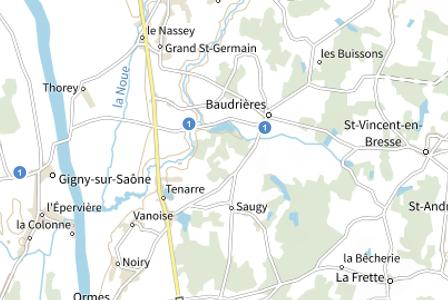 le Nassey
Grand St-Germain
les Buissons
la Noue
Thorey
Baudrières
1
1
St-Vincent-en-
Bresse
1
Gigny-sur-Saône
Tenarre
l'Épervière
Vanoise
Saugy
St-Andr
la Colonne
la Bêcherie
Noiry
La Frette
Ormes